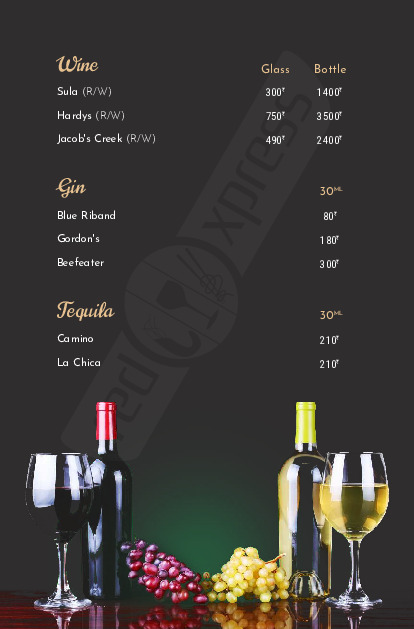 Wine Glass Bottle
Sula (R/W) 300₹ 1400₹
Hardys (R/W) 750₹ 3500₹
Jacob's Creek (R/W) 490₹ 2400₹
Gin 30ML
Blue Riband 80₹
Gordon's 180₹
Beefeater 300₹
Tequila 30ML
Camino 210₹
La Chica 210₹
xpress